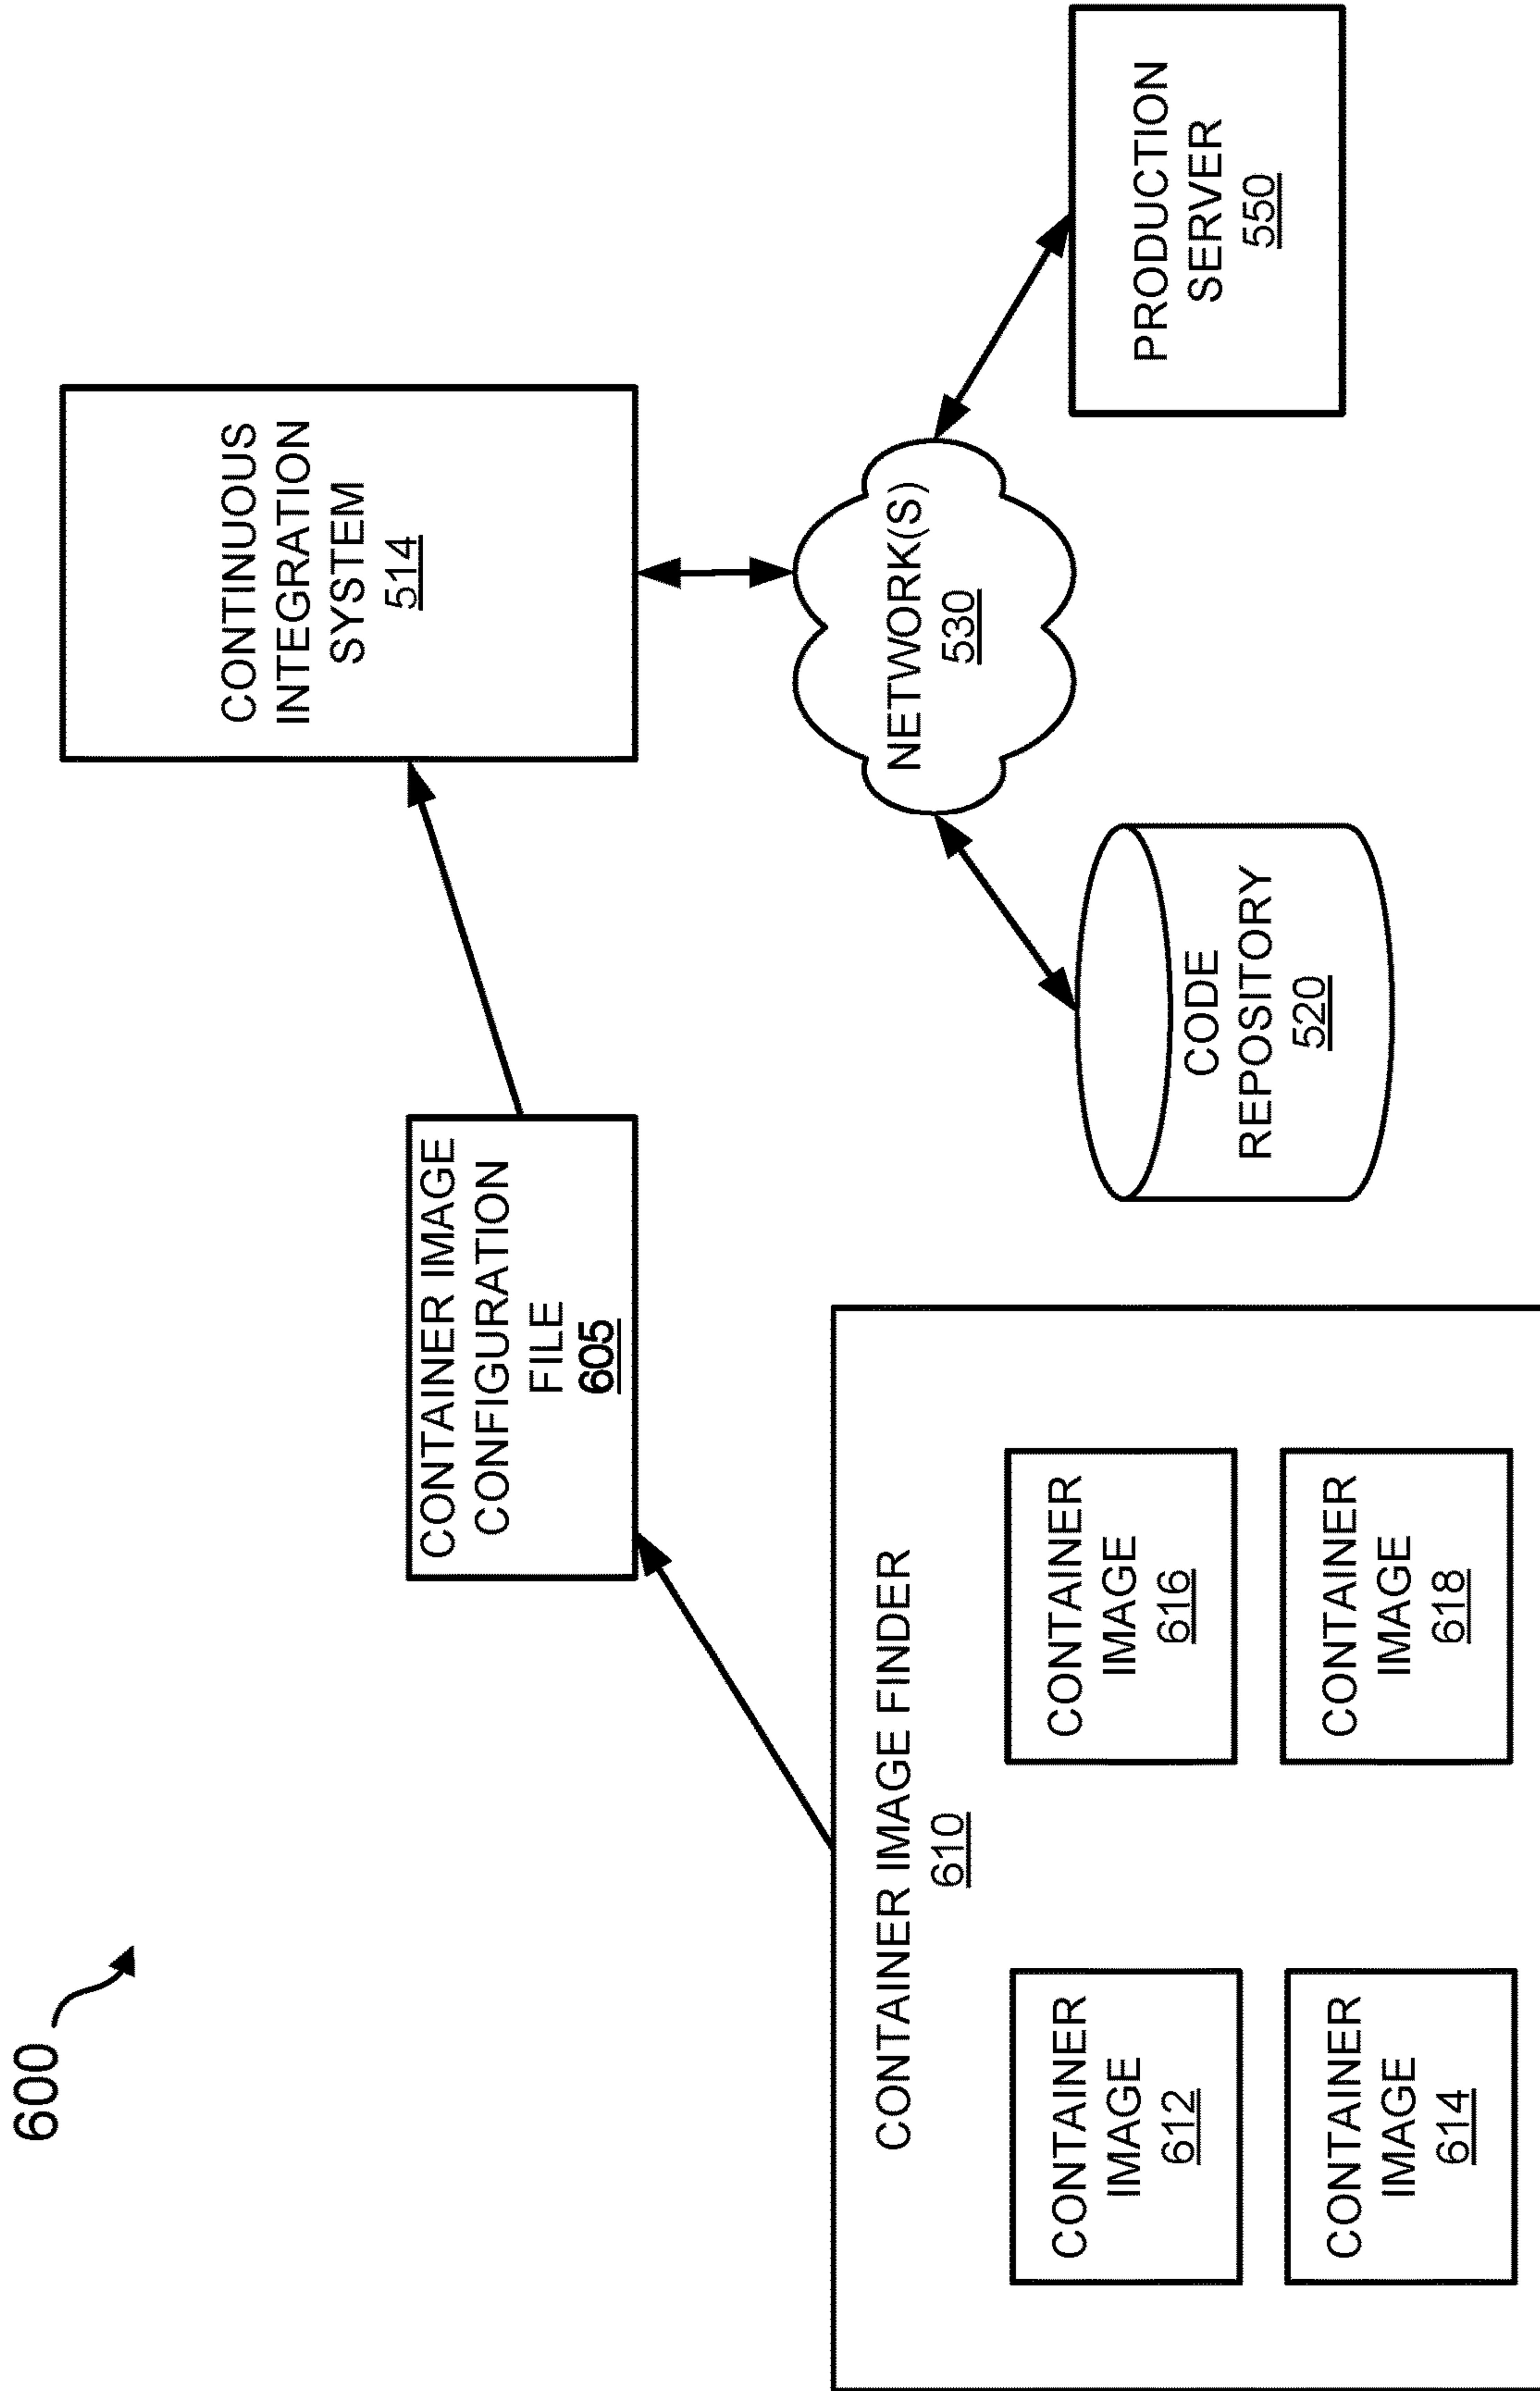 600
CONTINUOUS
INTEGRATION
SYSTEM
514
CONTAINER IMAGE
CONFIGURATION
FILE
605
NETWORK(S)
530
PRODUCTION
SERVER
550
CODE
REPOSITORY
520
CONTAINER IMAGE FINDER
610
CONTAINER
IMAGE
612
CONTAINER
IMAGE
616
CONTAINER
IMAGE
614
CONTAINER
IMAGE
618